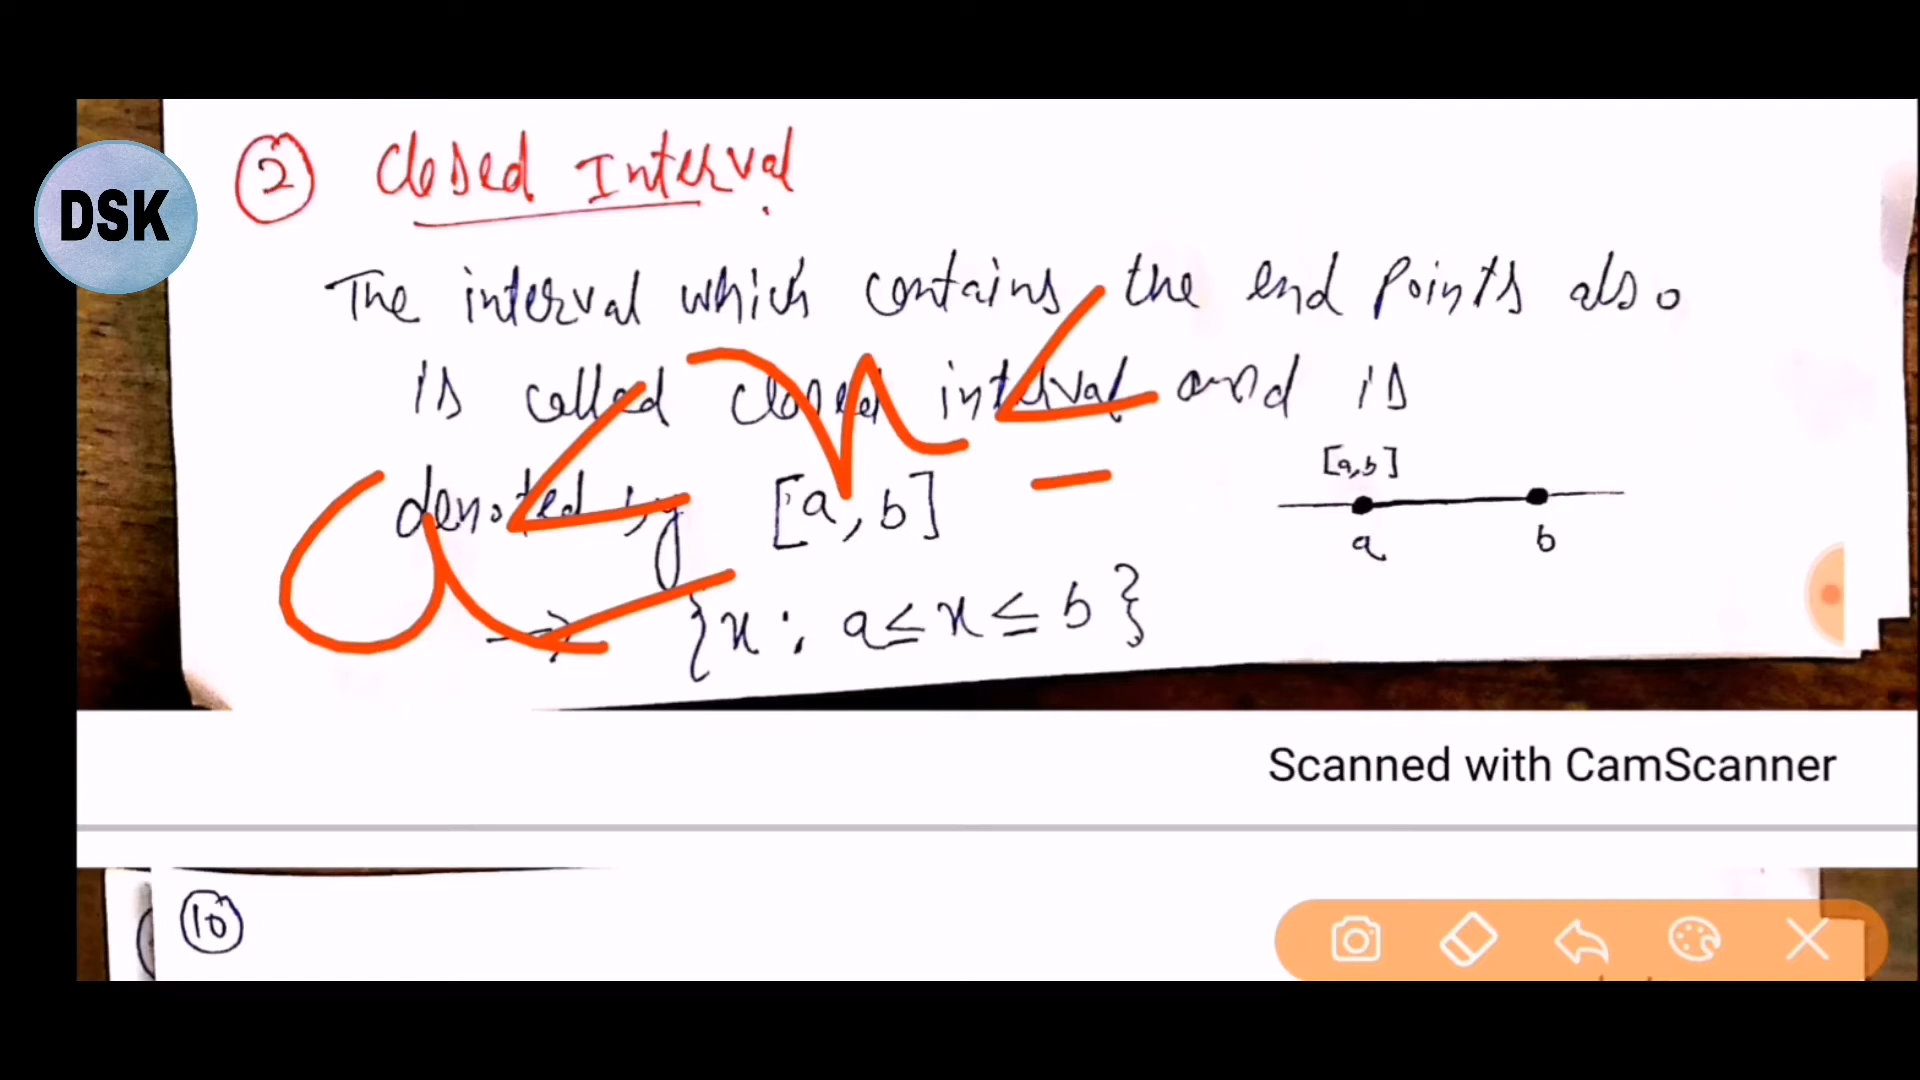 DSK
② Closed Interval
The interval which contains the end points also
is called closed interval and is
denoted by [a,b]
[a,b]
a b
⇒ {x : a≤x≤b}
a ≤ x ≤
Scanned with CamScanner
⑩